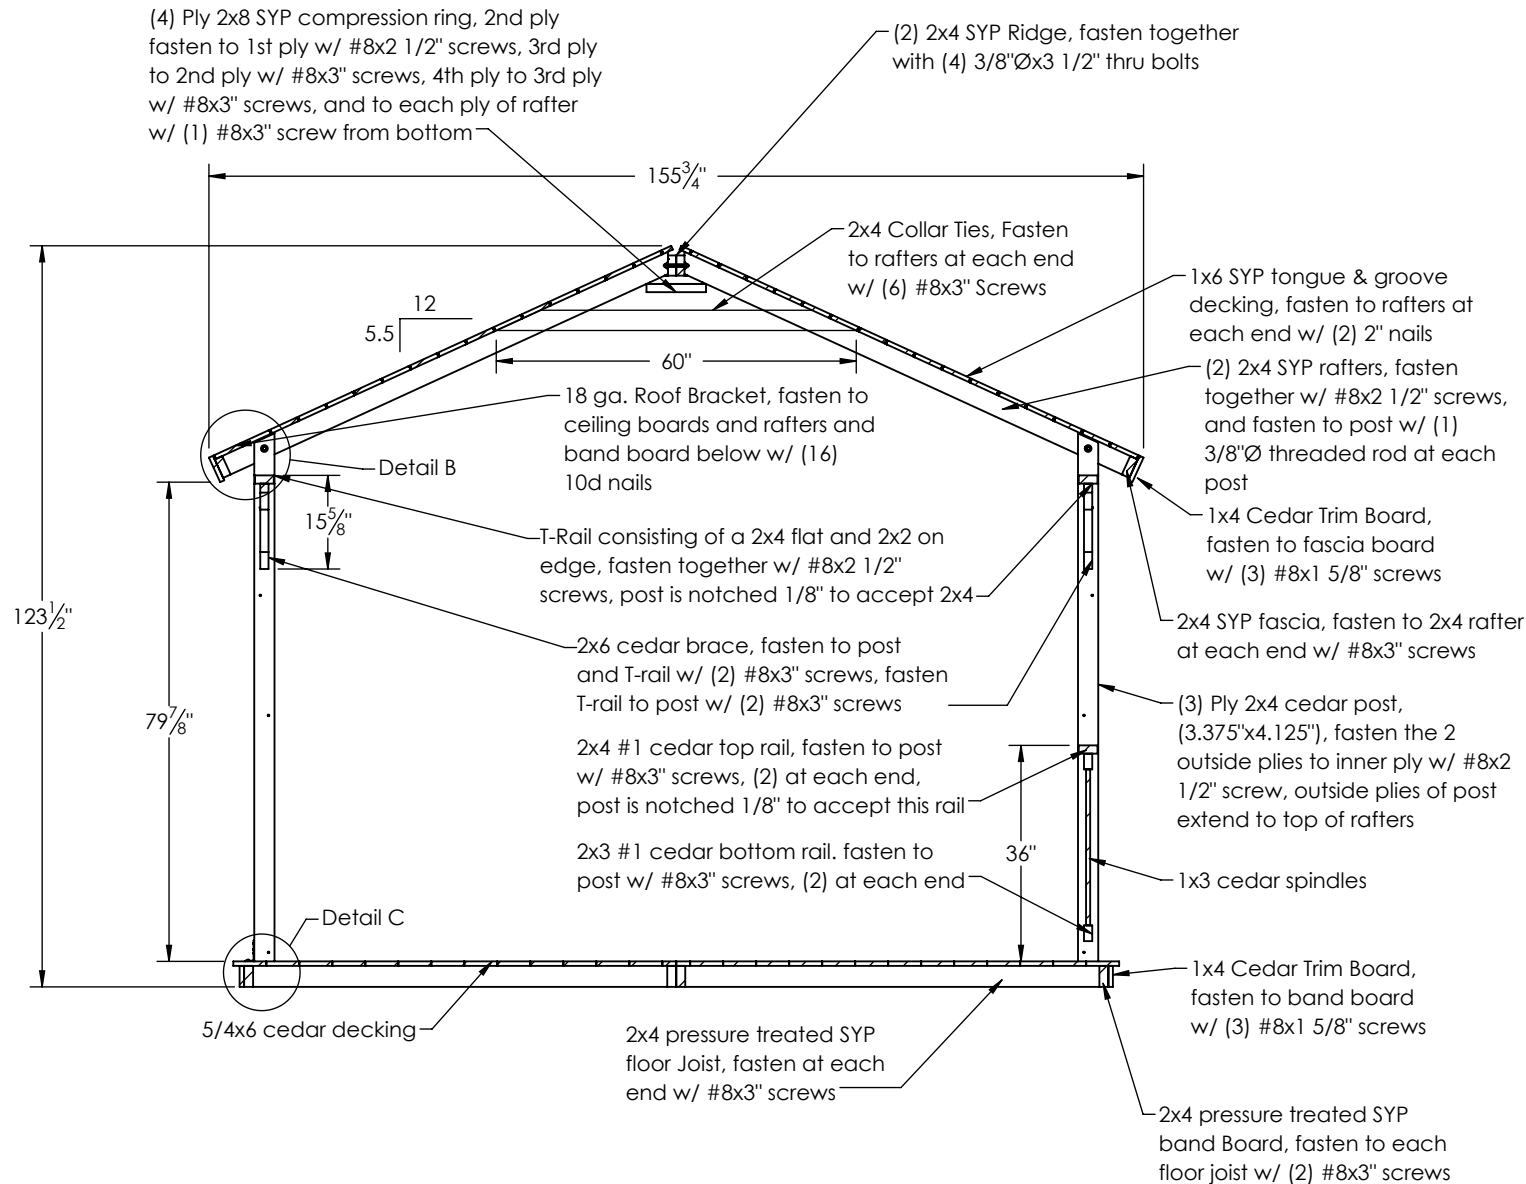 (4) Ply 2x8 SYP compression ring, 2nd ply
fasten to 1st ply w/ #8x2 1/2" screws, 3rd ply
to 2nd ply w/ #8x3" screws, 4th ply to 3rd ply
w/ #8x3" screws, and to each ply of rafter
w/ (1) #8x3" screw from bottom
(2) 2x4 SYP Ridge, fasten together
with (4) 3/8"Øx3 1/2" thru bolts
155 3/4"
2x4 Collar Ties, Fasten
to rafters at each end
w/ (6) #8x3" Screws
12
5.5
60"
1x6 SYP tongue & groove
decking, fasten to rafters at
each end w/ (2) 2" nails
(2) 2x4 SYP rafters, fasten
together w/ #8x2 1/2" screws,
and fasten to post w/ (1)
3/8"Ø threaded rod at each
post
18 ga. Roof Bracket, fasten to
ceiling boards and rafters and
band board below w/ (16)
10d nails
Detail B
15 5/8"
1x4 Cedar Trim Board,
fasten to fascia board
w/ (3) #8x1 5/8" screws
T-Rail consisting of a 2x4 flat and 2x2 on
edge, fasten together w/ #8x2 1/2"
screws, post is notched 1/8" to accept 2x4
123 1/2"
2x4 SYP fascia, fasten to 2x4 rafter
at each end w/ #8x3" screws
2x6 cedar brace, fasten to post
and T-rail w/ (2) #8x3" screws, fasten
T-rail to post w/ (2) #8x3" screws
79 7/8"
(3) Ply 2x4 cedar post,
(3.375"x4.125"), fasten the 2
outside plies to inner ply w/ #8x2
1/2" screw, outside plies of post
extend to top of rafters
2x4 #1 cedar top rail, fasten to post
w/ #8x3" screws, (2) at each end,
post is notched 1/8" to accept this rail
36"
2x3 #1 cedar bottom rail. fasten to
post w/ #8x3" screws, (2) at each end
1x3 cedar spindles
Detail C
1x4 Cedar Trim Board,
fasten to band board
w/ (3) #8x1 5/8" screws
5/4x6 cedar decking
2x4 pressure treated SYP
floor Joist, fasten at each
end w/ #8x3" screws
2x4 pressure treated SYP
band Board, fasten to each
floor joist w/ (2) #8x3" screws